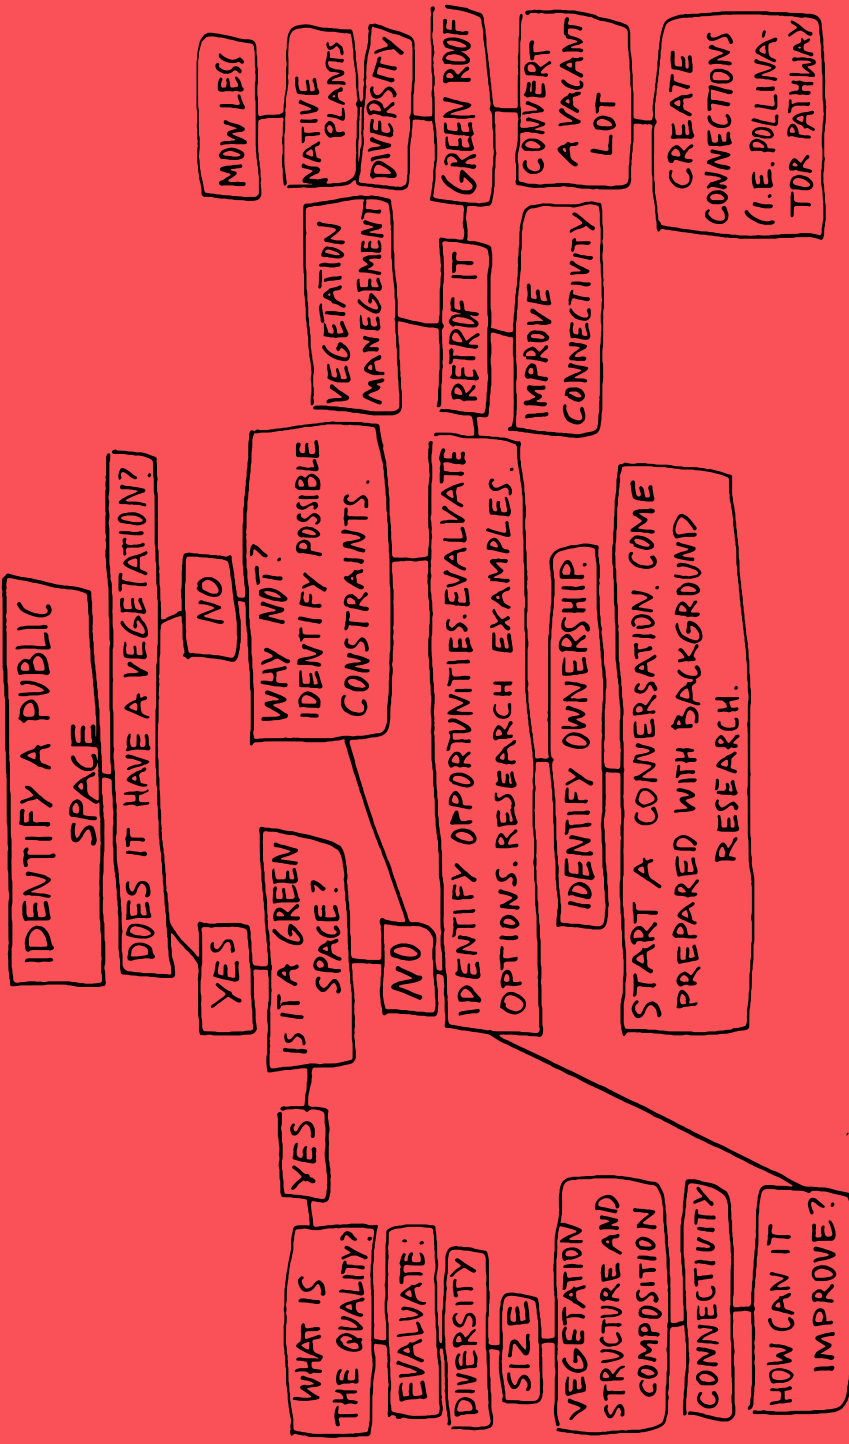 IDENTIFY A PUBLIC
SPACE
DOES IT HAVE A VEGETATION?
YES
NO
IS IT A GREEN
SPACE?
WHY NOT?
IDENTIFY POSSIBLE
CONSTRAINTS.
YES
NO
WHAT IS
THE QUALITY?
EVALUATE:
DIVERSITY
SIZE
VEGETATION
STRUCTURE AND
COMPOSITION
CONNECTIVITY
HOW CAN IT
IMPROVE?
IDENTIFY OPPORTUNITIES. EVALVATE
OPTIONS. RESEARCH EXAMPLES.
IDENTIFY OWNERSHIP.
START A CONVERSATION. COME
PREPARED WITH BACKGROUND
RESEARCH.
VEGETATION
MANEGEMENT
RETROF IT
IMPROVE
CONNECTIVITY
MOW LESS
NATIVE
PLANTS
DIVERSITY
GREEN ROOF
CONVERT
A VACANT
LOT
CREATE
CONNECTIONS
(I.E. POLLINA-
TOR PATHWAY